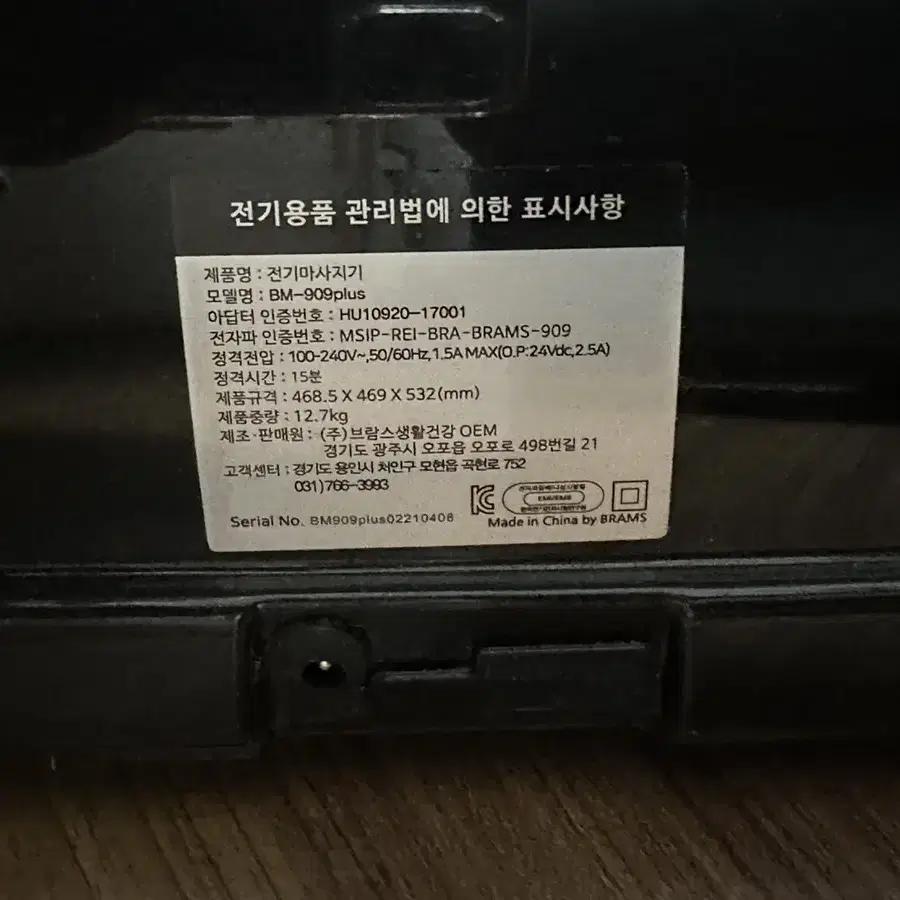 전기용품 관리법에 의한 표시사항
제품명 : 전기마사지기
모델명 : BM-909plus
아답터 인증번호 : HU10920-17001
전자파 인증번호 : MSIP-REI-BRA-BRAMS-909
정격전압 : 100-240V~,50/60Hz,1.5A MAX(O.P:24Vdc,2.5A)
정격시간 : 15분
제품규격 : 468.5 X 469 X 532(mm)
제품중량 : 12.7kg
제조·판매원 : (주)브람스생활건강 OEM
경기도 광주시 오포읍 오포로 498번길 21
고객센터 : 경기도 용인시 처인구 모현읍 곡현로 752
031)766-3993
EMI/EMS
Serial No. BM909plus02210408
Made in China by BRAMS